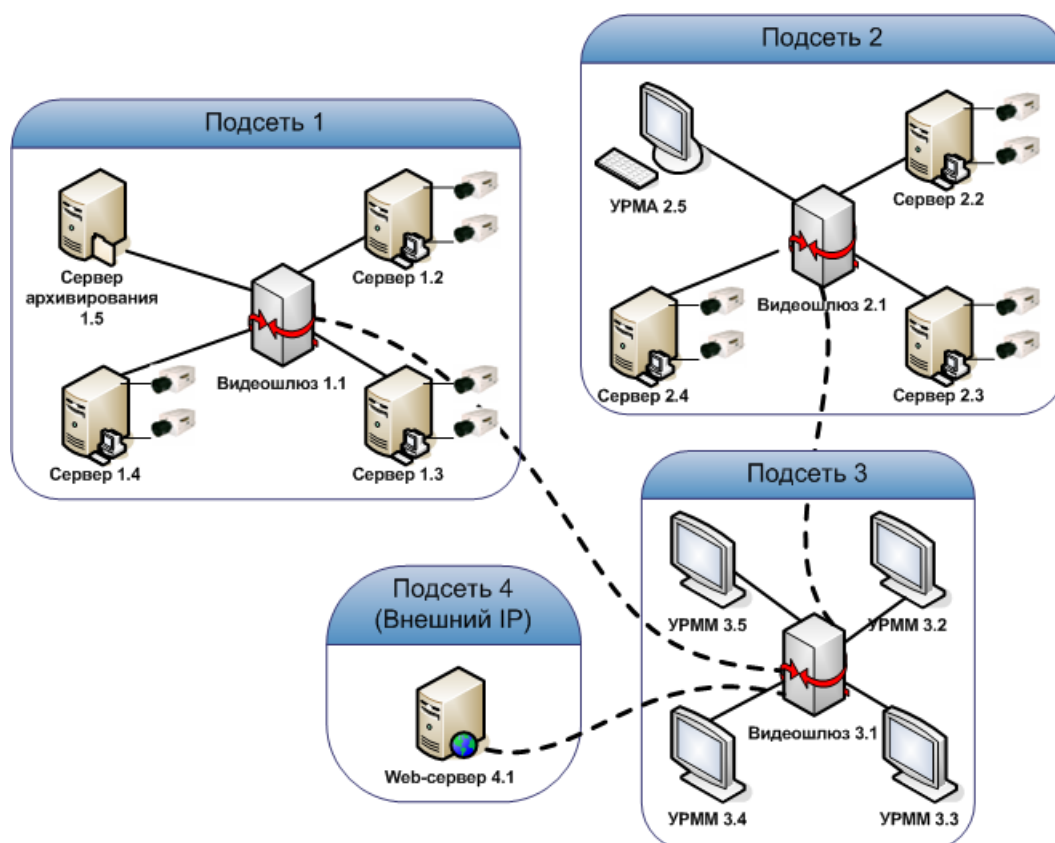 Подсеть 1
Сервер
архивирования
1.5
Сервер 1.2
Видеошлюз 1.1
Сервер 1.4
Сервер 1.3
Подсеть 2
УРМА 2.5
Сервер 2.2
Видеошлюз 2.1
Сервер 2.4
Сервер 2.3
Подсеть 3
УРММ 3.5
УРММ 3.2
Видеошлюз 3.1
УРММ 3.4
УРММ 3.3
Подсеть 4
(Внешний IP)
Web-сервер 4.1